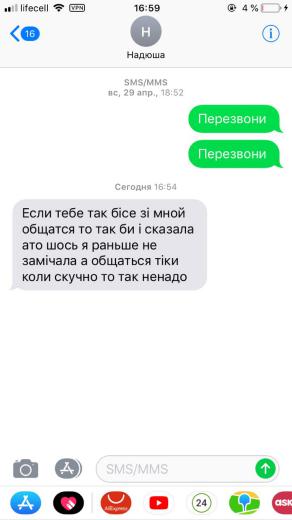 lifecell VPN 16:59 4 %
16
Н
Надюша
SMS/MMS
вс, 29 апр., 18:52
Перезвони
Перезвони
Сегодня 16:54
Если тебе так бісе зі мной
общатся то так би і сказала
ато шось я раньше не
замічала а общаться тіки
коли скучно то так ненадо
SMS/MMS
AliExpress
24
ask